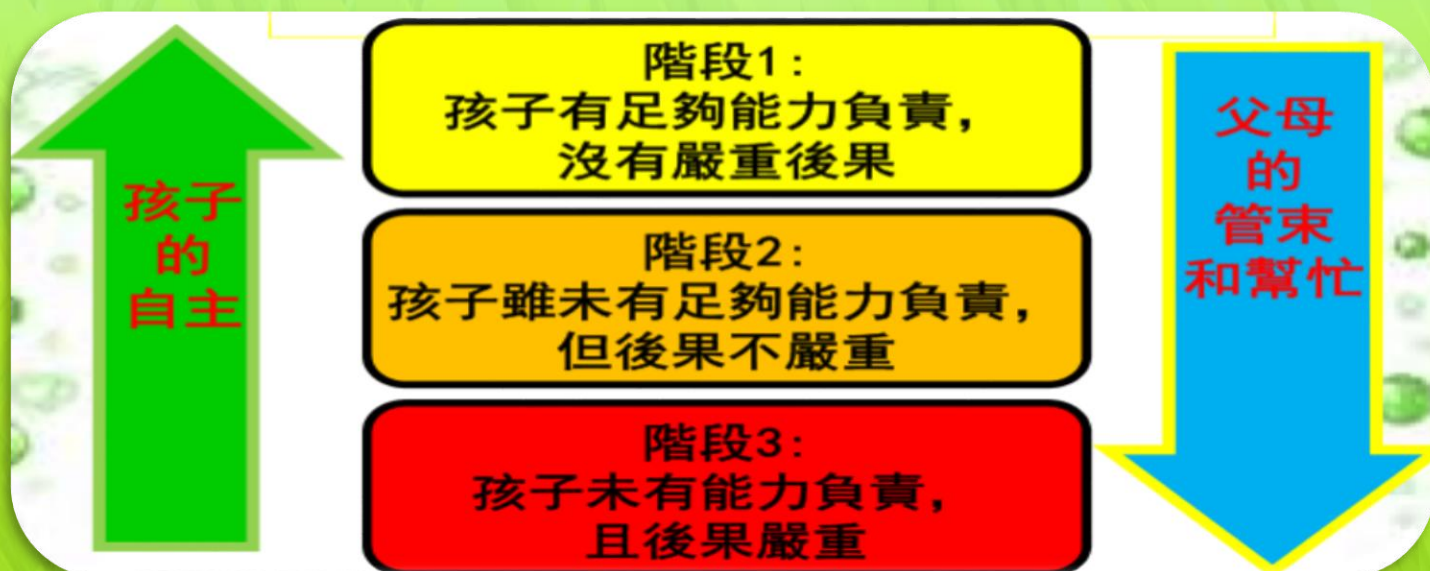 孩子
的
自主
階段1:
孩子有足夠能力負責,
沒有嚴重後果
階段2:
孩子雖未有足夠能力負責,
但後果不嚴重
階段3:
孩子未有能力負責,
且後果嚴重
父母
的
管束
和幫忙